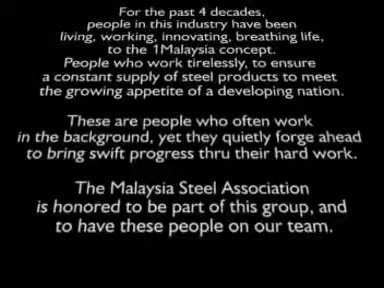 For the past 4 decades,
people in this industry have been
living, working, innovating, breathing life,
to the 1Malaysia concept.
People who work tirelessly, to ensure
a constant supply of steel products to meet
the growing appetite of a developing nation.
These are people who often work
in the background, yet they quietly forge ahead
to bring swift progress thru their hard work.
The Malaysia Steel Association
is honored to be part of this group, and
to have these people on our team.